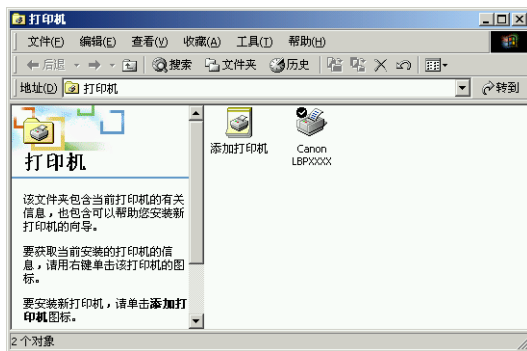 打印机
文件(F) 编辑(E) 查看(V) 收藏(A) 工具(T) 帮助(H)
后退 搜索 文件夹 历史
地址(D) 打印机 转到
打印机
该文件夹包含当前打印机的有关
信息，也包含可以帮助您安装新
打印机的向导。
要获取当前安装的打印机的信
息，请用右键单击该打印机的图
标。
要安装新打印机，请单击添加打
印机图标。
添加打印机
Canon
LBPXXXX
2 个对象